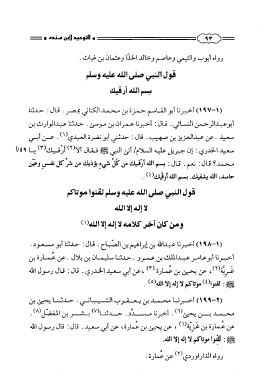 التوحيد لابن منده
٩٣
رواه أيوب والتيمي وعاصم وخالد الحذا وعثمان بن غياث.
قول النبي صلى الله عليه وسلم
بسم الله أرقيك
(١-١٩٧) أخبرنا أبو القاسم حمزة بن محمد الكناني بمصر. قال: حدثنا
أبو عبدالرحمن النسائي. قال: أخبرنا عمران بن موسى. حدثنا عبدالوارث بن
سعيد. عن عبدالعزيز بن صهيب. قال: حدثني أبو نضرة العبدي(١). عن أبي
سعيد الخدري: إن جبريل عليه السلام/ أتى النبي ﷺ فقال ألا(٢) أرقيك(٣) يا ٤٩/أ
محمد؟ قال: نعم. قال: بسم الله أرقيك من كل شيء يؤذيك من شر كل نفس وعين
حاسد، الله يشفيك، بسم الله أرقيك(٤).
قول النبي صلى الله عليه وسلم لقنوا موتاكم
لا إله إلا الله
ومن كان آخر كلامه لا إله إلا الله(١)
(١-١٩٨) أخبرنا عبدالله بن إبراهيم بن الصباح. قال: حدثنا أبو مسعود.
أخبرنا أبو عامر عبدالملك بن عمرو. حدثنا سليمان بن بلال. عن عمارة بن
غزية(٢)، عن يحيى بن عمارة(٣)، عن أبي سعيد الخدري. قال: قال رسول الله
ﷺ: لقنوا(٤) موتاكم لا إله إلا الله(٥).
(٢-١٩٩) أخبرنا محمد بن يعقوب الشيباني. حدثنا يحيى بن
محمد بن يحيى(٦). أخبرنا مسدد. حدثنا(٧) بشر بن المفضل(٨).
عن عمارة بن غزية(١)، عن يحيى بن عمارة، عن أبي سعيد. قال: قال رسول الله
ﷺ: لقنوا موتاكم لا إله إلا الله.
رواه الدراوردي(٢) عن عمارة.